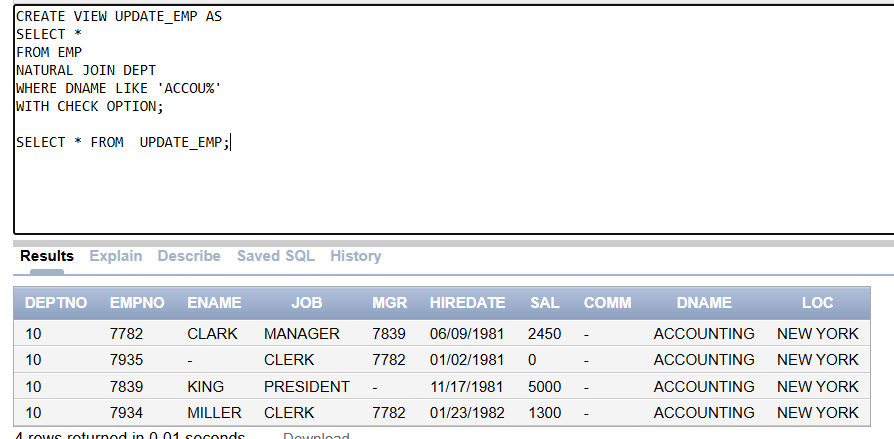 CREATE VIEW UPDATE_EMP AS
SELECT *
FROM EMP
NATURAL JOIN DEPT
WHERE DNAME LIKE 'ACCOU%'
WITH CHECK OPTION;
SELECT * FROM  UPDATE_EMP;
Results Explain Describe Saved SQL History
DEPTNO EMPNO ENAME JOB MGR HIREDATE SAL COMM DNAME LOC
10 7782 CLARK MANAGER 7839 06/09/1981 2450 - ACCOUNTING NEW YORK
10 7935 - CLERK 7782 01/02/1981 0 - ACCOUNTING NEW YORK
10 7839 KING PRESIDENT - 11/17/1981 5000 - ACCOUNTING NEW YORK
10 7934 MILLER CLERK 7782 01/23/1982 1300 - ACCOUNTING NEW YORK
4 rows returned in 0.01 seconds Download